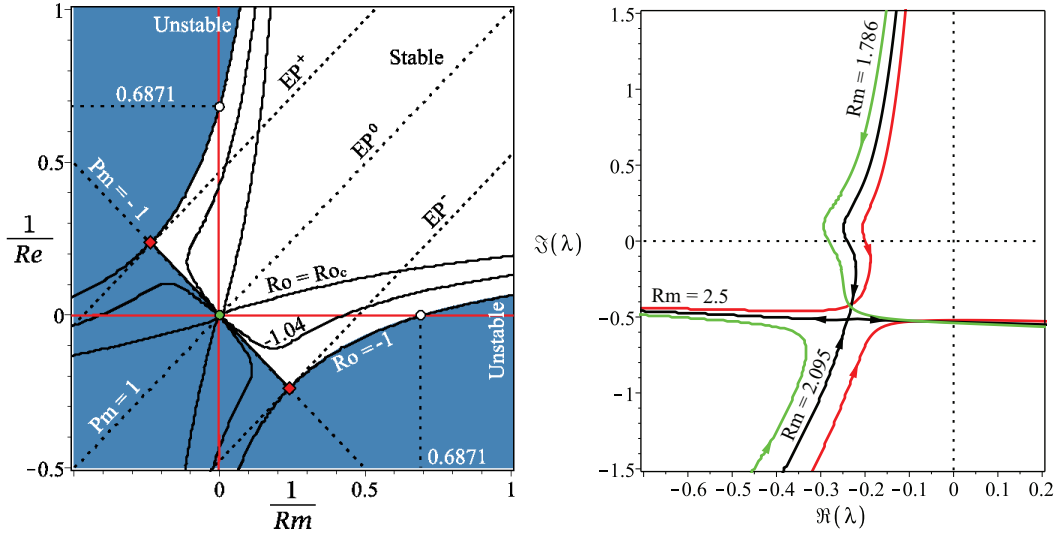 Unstable
Stable
EP⁺
EP⁰
EP⁻
0.6871
Pm = - 1
Ro = Ro_c
-1.04
Ro = -1
Pm = 1
Unstable
0.6871
1
0.5
0
-0.5
1/Re
0
0.5
1
1/Rm
Rm = 1.786
Rm = 2.5
Rm = 2.095
1.5
1
0.5
0
−0.5
−1
−1.5
ℑ(λ)
−0.6
−0.5
−0.4
−0.3
−0.2
−0.1
0
0.1
0.2
ℜ(λ)